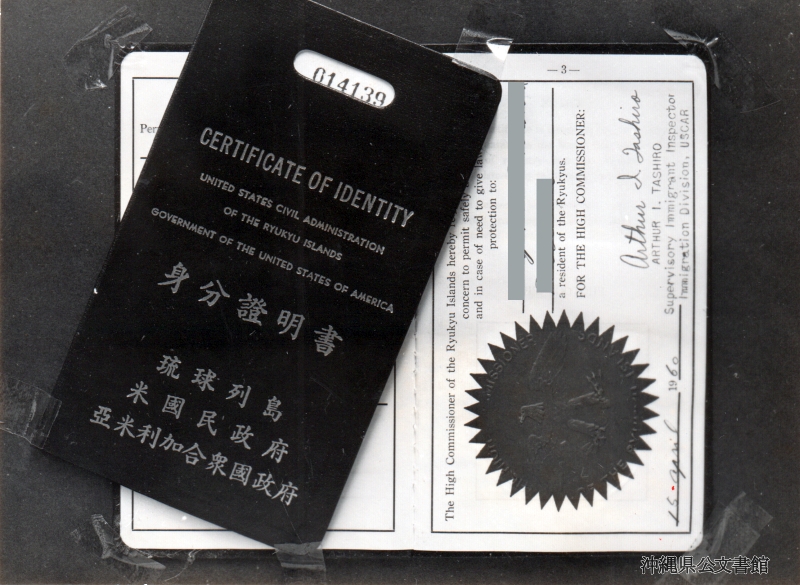 014139
CERTIFICATE OF IDENTITY
UNITED STATES CIVIL ADMINISTRATION
OF THE RYUKYU ISLANDS
GOVERNMENT OF THE UNITED STATES OF AMERICA
身分證明書
琉球列島
米國民政府
亞米利加合衆國政府
Per
—3—
The High Commissioner of the Ryukyu Islands hereby
concern to permit safely
and in case of need to give
protection to:
a resident of the Ryukyus.
FOR THE HIGH COMMISSIONER:
Arthur I. Tashiro
ARTHUR I. TASHIRO
Supervisory Immigrant Inspector
Immigration Division, USCAR
15 April 1960
沖縄県公文書館